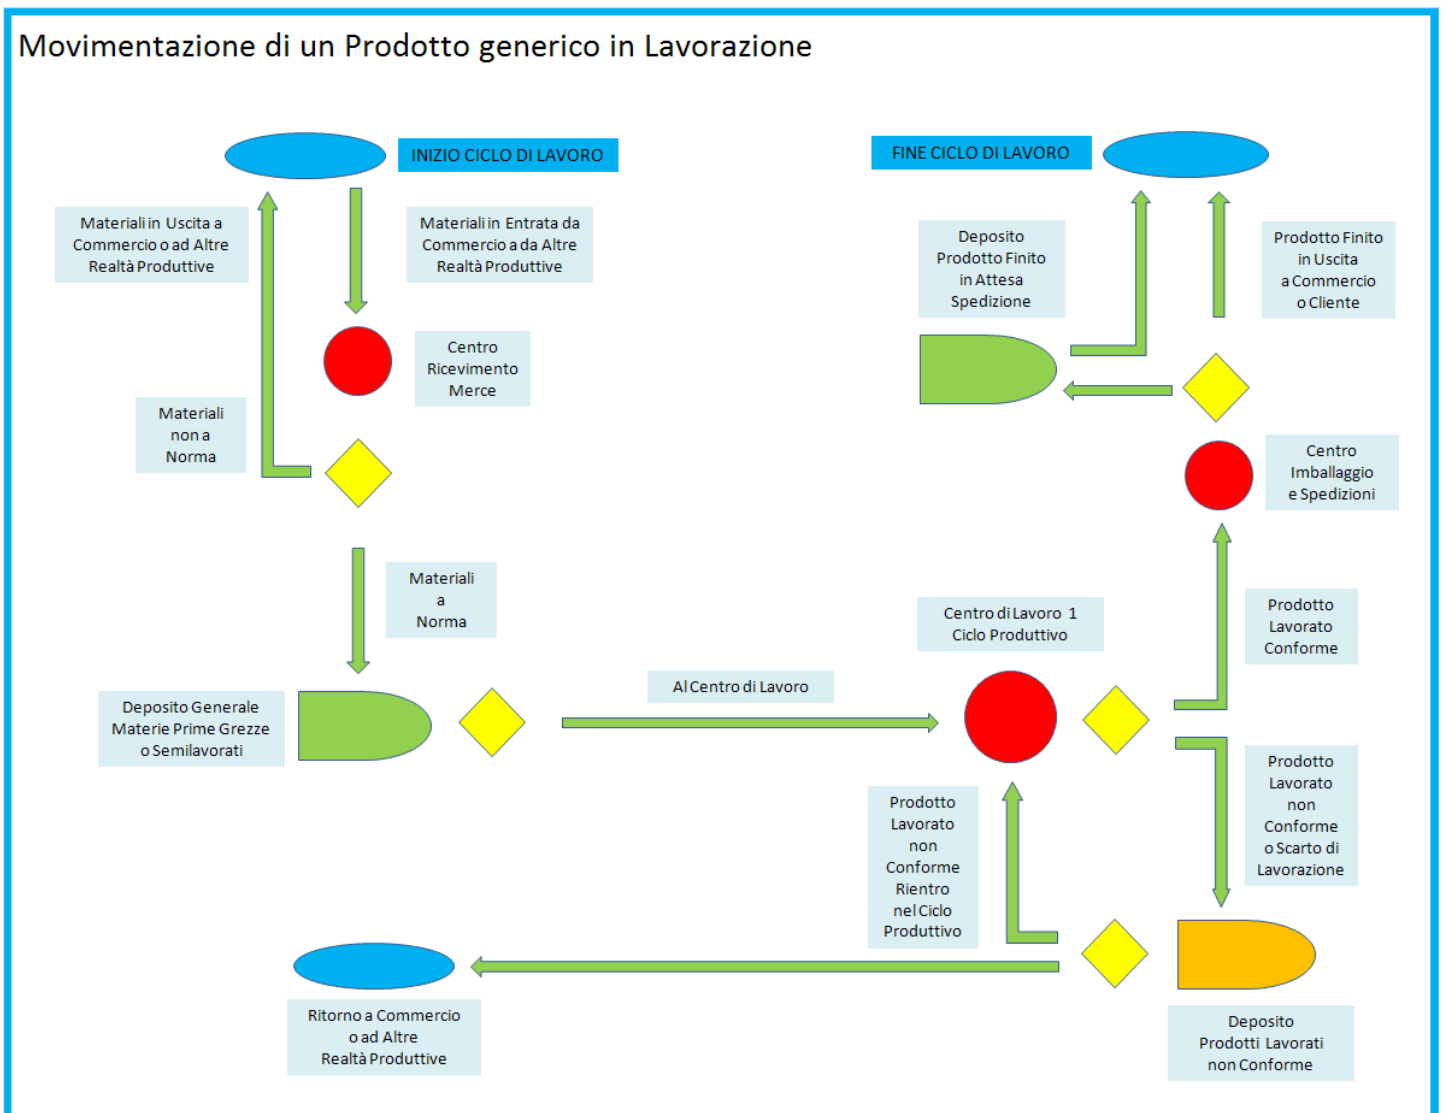 Movimentazione di un Prodotto generico in Lavorazione
INIZIO CICLO DI LAVORO
FINE CICLO DI LAVORO
Materiali in Uscita a
Commercio o ad Altre
Realtà Produttive
Materiali in Entrata da
Commercio a da Altre
Realtà Produttive
Deposito
Prodotto Finito
in Attesa
Spedizione
Prodotto Finito
in Uscita
a Commercio
o Cliente
Centro
Ricevimento
Merce
Materiali
non a
Norma
Centro
Imballaggio
e Spedizioni
Materiali
a
Norma
Centro di Lavoro 1
Ciclo Produttivo
Prodotto
Lavorato
Conforme
Al Centro di Lavoro
Deposito Generale
Materie Prime Grezze
o Semilavorati
Prodotto
Lavorato
non
Conforme
o Scarto di
Lavorazione
Prodotto
Lavorato
non
Conforme
Rientro
nel Ciclo
Produttivo
Ritorno a Commercio
o ad Altre
Realtà Produttive
Deposito
Prodotti Lavorati
non Conforme